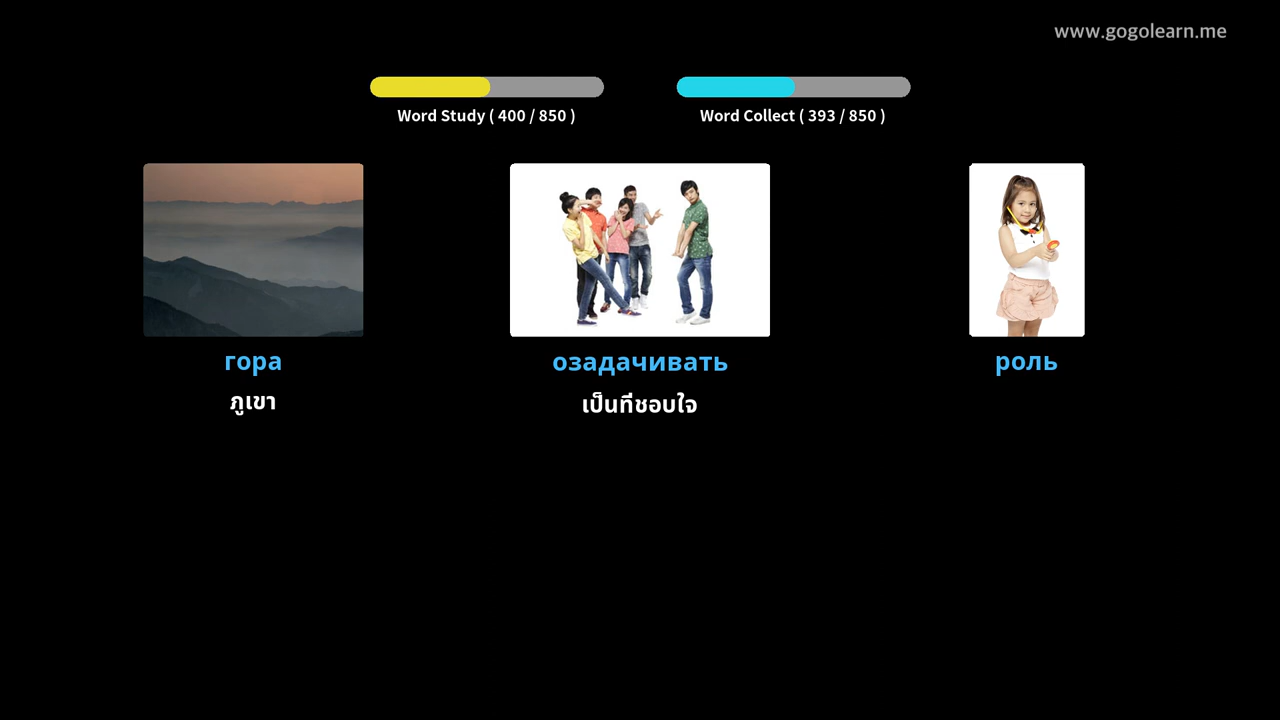 www.gogolearn.me
Word Study ( 400 / 850 )
Word Collect ( 393 / 850 )
гора
озадачивать
роль
ภูเขา
เป็นที่ชอบใจ